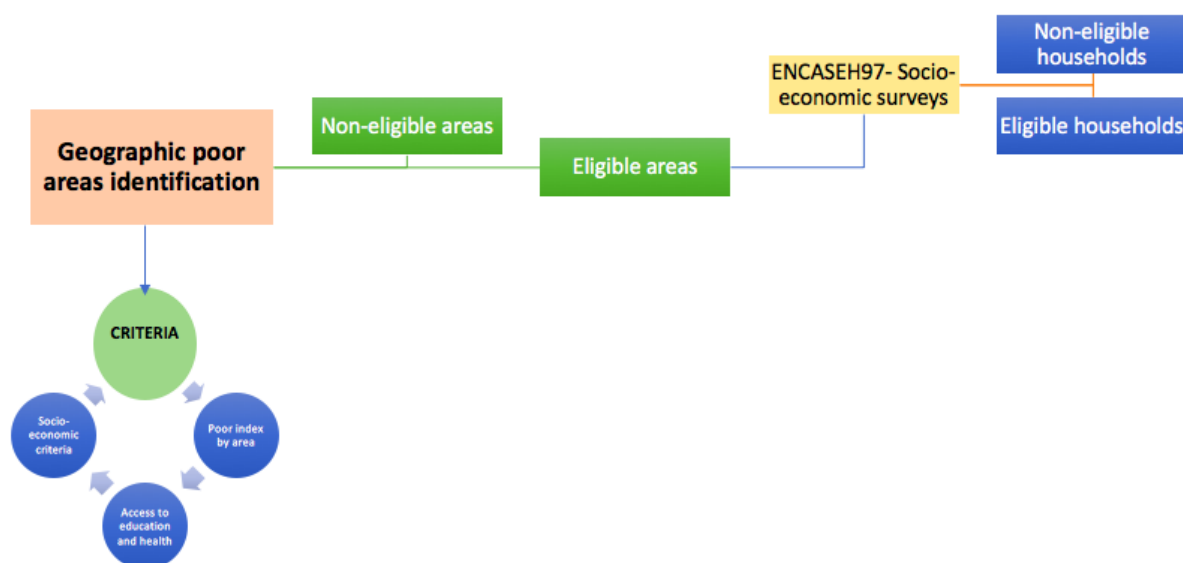 Geographic poor
areas identification
Non-eligible areas
Eligible areas
ENCASEH97- Socio-
economic surveys
Non-eligible
households
Eligible households
CRITERIA
Poor index
by area
Access to
education
and health
Socio-
economic
criteria